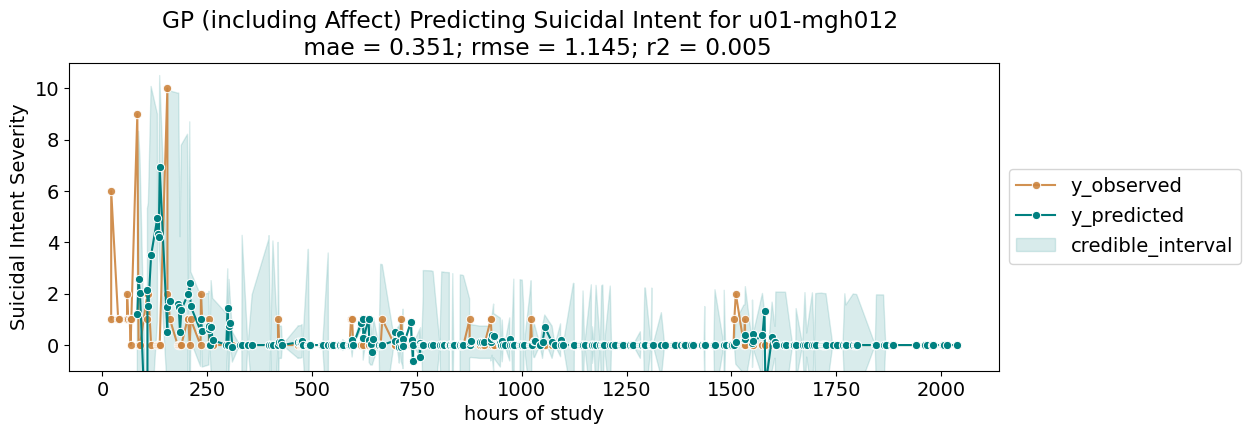 GP (including Affect) Predicting Suicidal Intent for u01-mgh012
mae = 0.351; rmse = 1.145; r2 = 0.005
10
8
6
4
2
0
Suicidal Intent Severity
0 250 500 750 1000 1250 1500 1750 2000
hours of study
y_observed
y_predicted
credible_interval